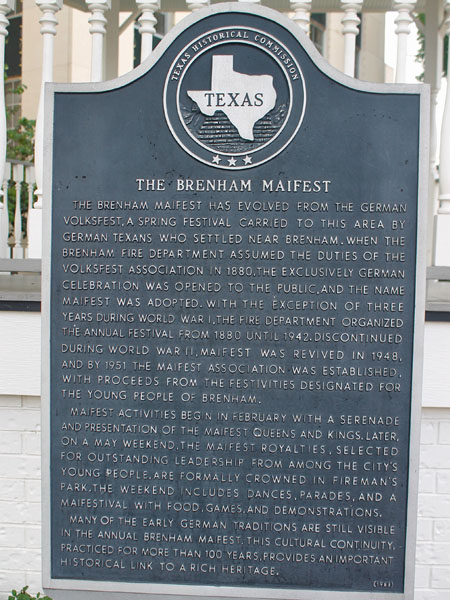 TEXAS HISTORICAL COMMISSION
TEXAS
THE BRENHAM MAIFEST
THE BRENHAM MAIFEST HAS EVOLVED FROM THE GERMAN
VOLKSFEST, A SPRING FESTIVAL CARRIED TO THIS AREA BY
GERMAN TEXANS WHO SETTLED NEAR BRENHAM. WHEN THE
BRENHAM FIRE DEPARTMENT ASSUMED THE DUTIES OF THE
VOLKSFEST ASSOCIATION IN 1880, THE EXCLUSIVELY GERMAN
CELEBRATION WAS OPENED TO THE PUBLIC, AND THE NAME
MAIFEST WAS ADOPTED. WITH THE EXCEPTION OF THREE
YEARS DURING WORLD WAR I, THE FIRE DEPARTMENT ORGANIZED
THE ANNUAL FESTIVAL FROM 1880 UNTIL 1942. DISCONTINUED
DURING WORLD WAR II, MAIFEST WAS REVIVED IN 1948,
AND BY 1951 THE MAIFEST ASSOCIATION WAS ESTABLISHED,
WITH PROCEEDS FROM THE FESTIVITIES DESIGNATED FOR
THE YOUNG PEOPLE OF BRENHAM.
MAIFEST ACTIVITIES BEGIN IN FEBRUARY WITH A SERENADE
AND PRESENTATION OF THE MAIFEST QUEENS AND KINGS. LATER,
ON A MAY WEEKEND, THE MAIFEST ROYALTIES, SELECTED
FOR OUTSTANDING LEADERSHIP FROM AMONG THE CITY'S
YOUNG PEOPLE, ARE FORMALLY CROWNED IN FIREMAN'S
PARK. THE WEEKEND INCLUDES DANCES, PARADES, AND A
MAIFESTIVAL WITH FOOD, GAMES, AND DEMONSTRATIONS.
MANY OF THE EARLY GERMAN TRADITIONS ARE STILL VISIBLE
IN THE ANNUAL BRENHAM MAIFEST. THIS CULTURAL CONTINUITY,
PRACTICED FOR MORE THAN 100 YEARS, PROVIDES AN IMPORTANT
HISTORICAL LINK TO A RICH HERITAGE.